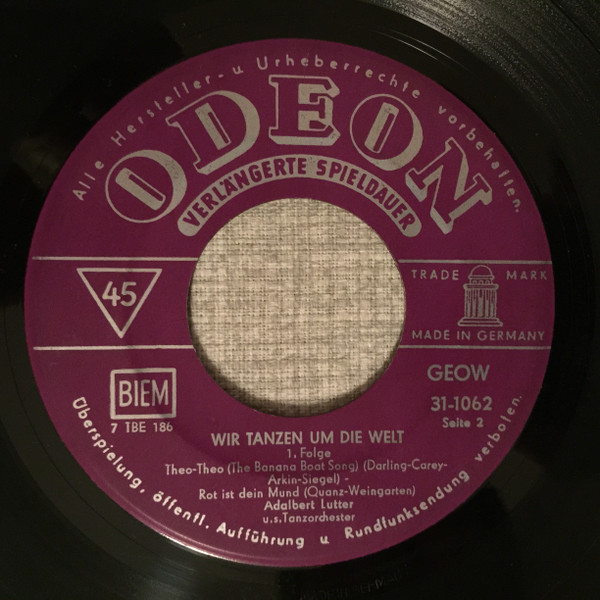 Alle Hersteller- u Urheberrechte vorbehalten.
ODEON
VERLÄNGERTE SPIELDAUER
45
TRADE MARK
MADE IN GERMANY
BIEM
7 TBE 186
GEOW
31-1062
Seite 2
WIR TANZEN UM DIE WELT
1. Folge
Theo-Theo (The Banana Boat Song) (Darling-Carey-
Arkin-Siegel) -
Rot ist dein Mund (Quanz-Weingarten)
Adalbert Lutter
u.s.Tanzorchester
Überspielung, öffentl. Aufführung u Rundfunksendung verboten.